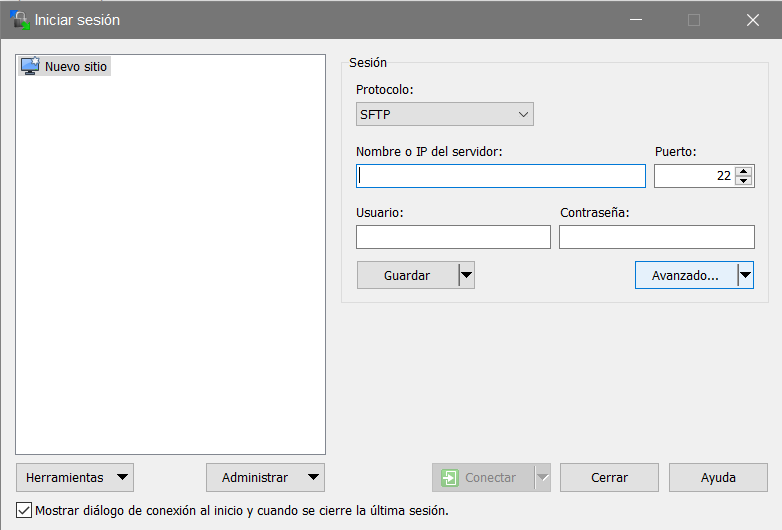 Iniciar sesión
Nuevo sitio
Sesión
Protocolo:
SFTP
Nombre o IP del servidor:
Puerto:
22
Usuario:
Contraseña:
Guardar
Avanzado...
Herramientas
Administrar
Conectar
Cerrar
Ayuda
Mostrar diálogo de conexión al inicio y cuando se cierre la última sesión.